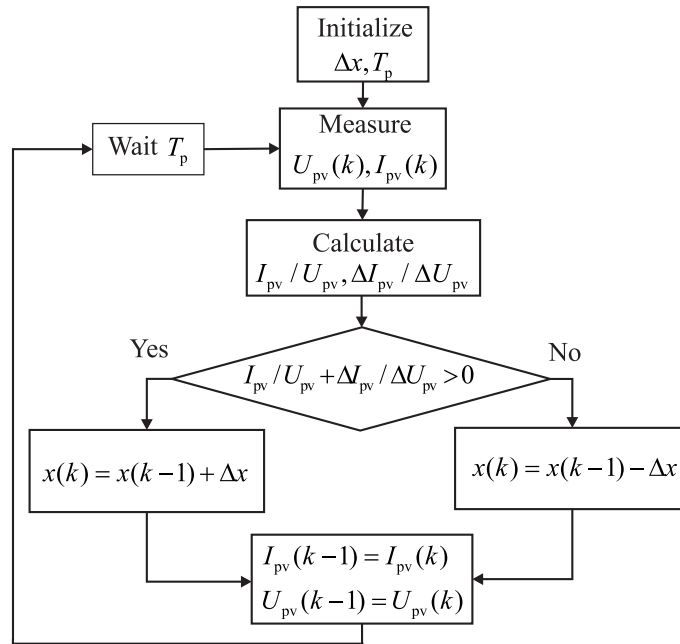 Initialize
Δx, T_p
Measure
U_pv(k), I_pv(k)
Wait T_p
Calculate
I_pv / U_pv, ΔI_pv / ΔU_pv
Yes
No
I_pv / U_pv + ΔI_pv / ΔU_pv > 0
x(k) = x(k−1) + Δx
x(k) = x(k−1) − Δx
I_pv(k−1) = I_pv(k)
U_pv(k−1) = U_pv(k)